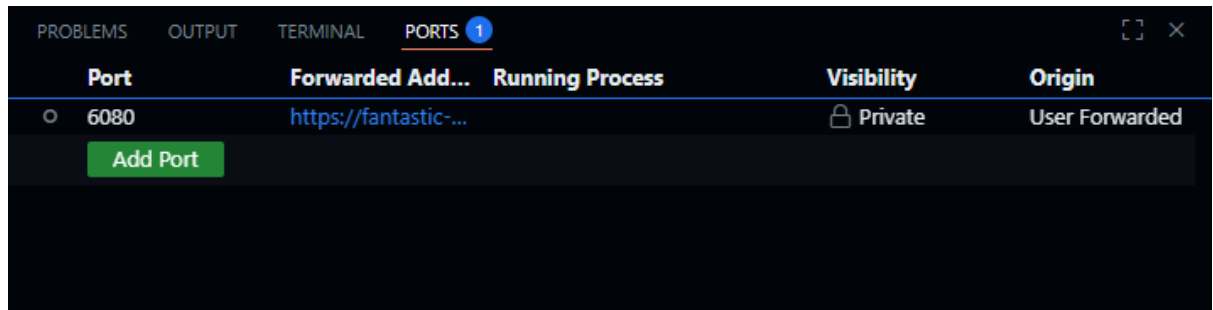 PROBLEMS OUTPUT TERMINAL PORTS 1
Port Forwarded Add... Running Process Visibility Origin
6080 https://fantastic-... Private User Forwarded
Add Port